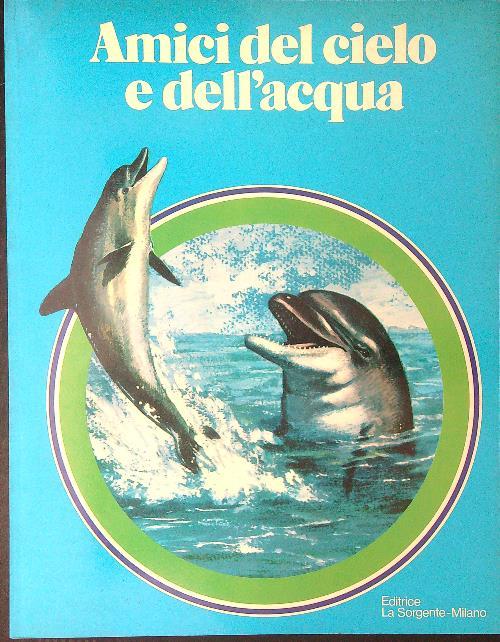 Amici del cielo
e dell'acqua
Editrice
La Sorgente-Milano